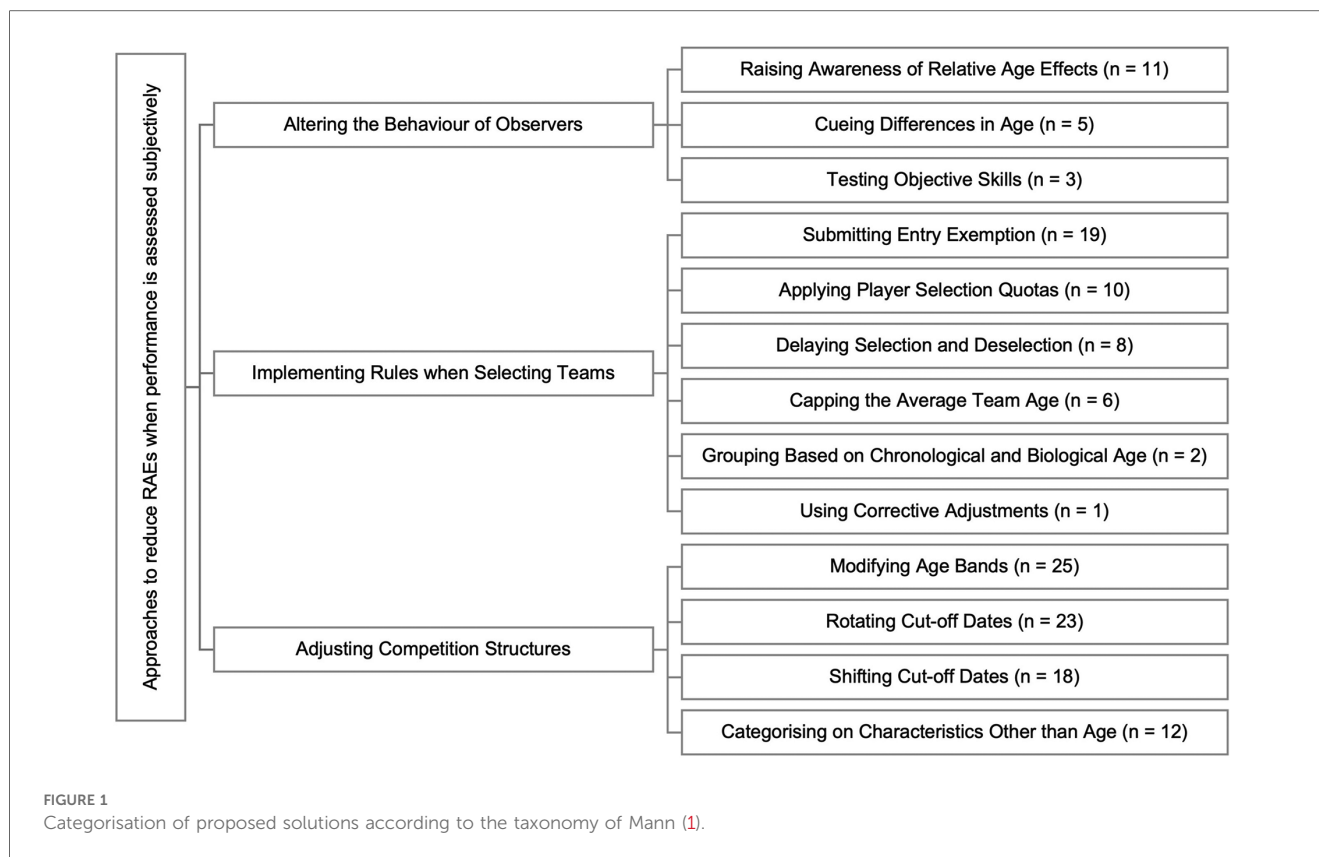 Approaches to reduce RAEs when performance is assessed subjectively
Altering the Behaviour of Observers
Raising Awareness of Relative Age Effects (n = 11)
Cueing Differences in Age (n = 5)
Testing Objective Skills (n = 3)
Implementing Rules when Selecting Teams
Submitting Entry Exemption (n = 19)
Applying Player Selection Quotas (n = 10)
Delaying Selection and Deselection (n = 8)
Capping the Average Team Age (n = 6)
Grouping Based on Chronological and Biological Age (n = 2)
Using Corrective Adjustments (n = 1)
Adjusting Competition Structures
Modifying Age Bands (n = 25)
Rotating Cut-off Dates (n = 23)
Shifting Cut-off Dates (n = 18)
Categorising on Characteristics Other than Age (n = 12)
FIGURE 1
Categorisation of proposed solutions according to the taxonomy of Mann (1).